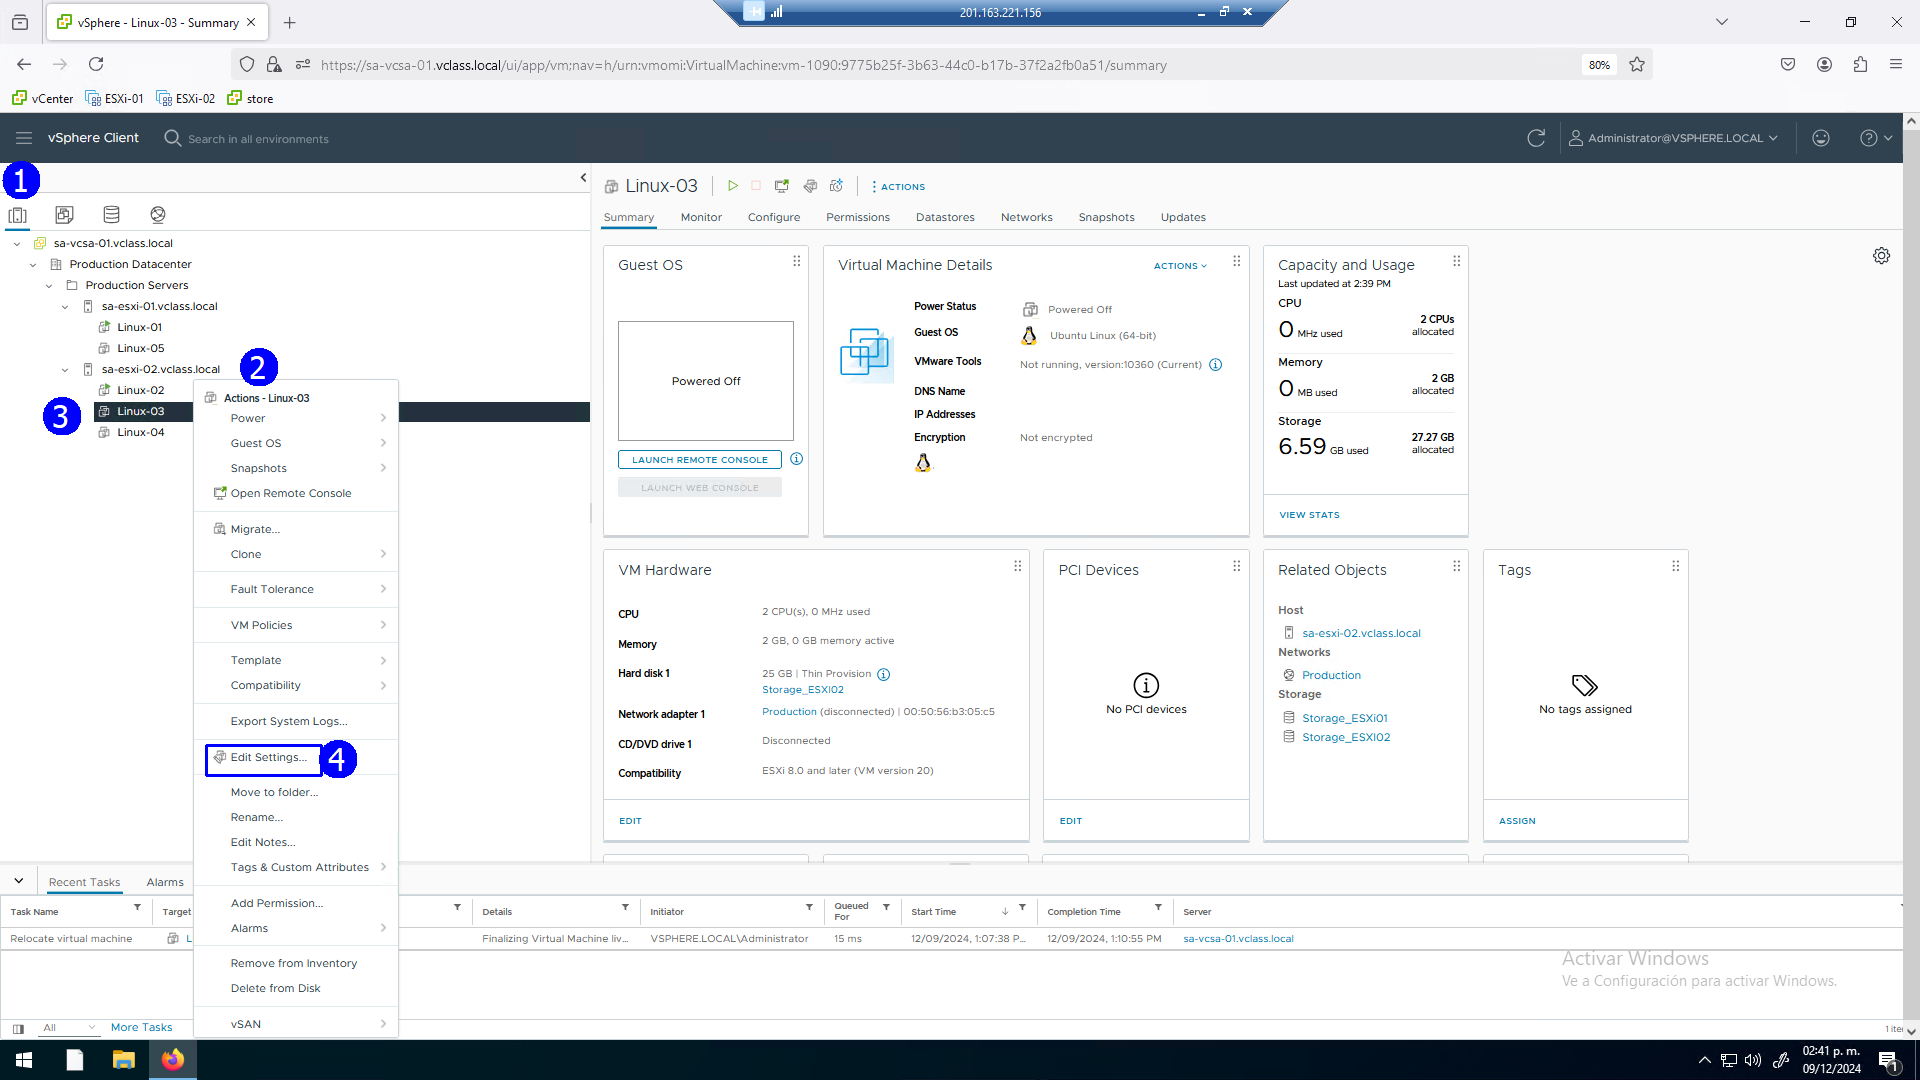 vSphere - Linux-03 - Summary
201.163.221.156
https://sa-vcsa-01.vclass.local/ui/app/vm;nav=h/urn:vmomi:VirtualMachine:vm-1090:9775b25f-3b63-44c0-b17b-37f2a2fb0a51/summary
80%
vCenter ESXi-01 ESXi-02 store
vSphere Client
Search in all environments
Administrator@VSPHERE.LOCAL
1
sa-vcsa-01.vclass.local
Production Datacenter
Production Servers
sa-esxi-01.vclass.local
Linux-01
Linux-05
sa-esxi-02.vclass.local
2
Linux-02
3
Linux-03
Linux-04
Actions - Linux-03
Power
Guest OS
Snapshots
Open Remote Console
Migrate...
Clone
Fault Tolerance
VM Policies
Template
Compatibility
Export System Logs...
Edit Settings...
4
Move to folder...
Rename...
Edit Notes...
Tags & Custom Attributes
Add Permission...
Alarms
Remove from Inventory
Delete from Disk
vSAN
Linux-03
ACTIONS
Summary Monitor Configure Permissions Datastores Networks Snapshots Updates
Guest OS
Powered Off
LAUNCH REMOTE CONSOLE
LAUNCH WEB CONSOLE
Virtual Machine Details
ACTIONS
Power Status Powered Off
Guest OS Ubuntu Linux (64-bit)
VMware Tools Not running, version:10360 (Current)
DNS Name
IP Addresses
Encryption Not encrypted
Capacity and Usage
Last updated at 2:39 PM
CPU
0 MHz used 2 CPUs allocated
Memory
0 MB used 2 GB allocated
Storage
6.59 GB used 27.27 GB allocated
VIEW STATS
VM Hardware
CPU 2 CPU(s), 0 MHz used
Memory 2 GB, 0 GB memory active
Hard disk 1 25 GB | Thin Provision
Storage_ESXI02
Network adapter 1 Production (disconnected) | 00:50:56:b3:05:c5
CD/DVD drive 1 Disconnected
Compatibility ESXi 8.0 and later (VM version 20)
EDIT
PCI Devices
No PCI devices
EDIT
Related Objects
Host
sa-esxi-02.vclass.local
Networks
Production
Storage
Storage_ESXi01
Storage_ESXI02
Tags
No tags assigned
ASSIGN
Recent Tasks Alarms
Task Name Target Details Initiator Queued For Start Time Completion Time Server
Relocate virtual machine L Finalizing Virtual Machine liv... VSPHERE.LOCAL\Administrator 15 ms 12/09/2024, 1:07:38 P... 12/09/2024, 1:10:55 PM sa-vcsa-01.vclass.local
Activar Windows
Ve a Configuración para activar Windows.
All More Tasks
1 ite
02:41 p. m.
09/12/2024
1